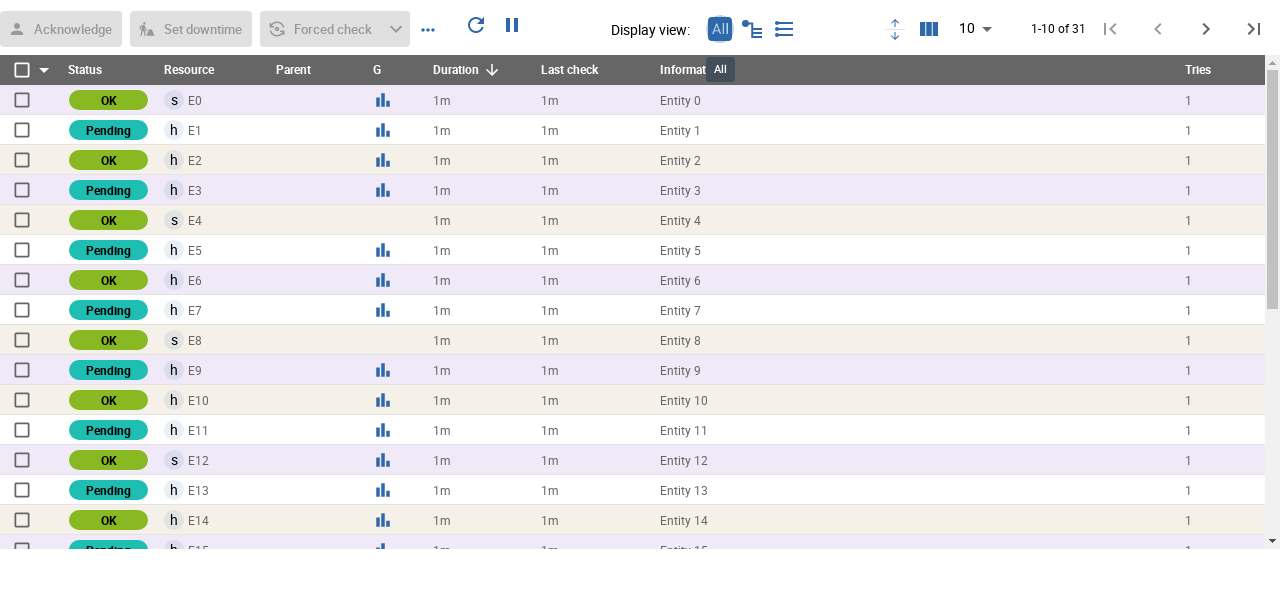 Acknowledge Set downtime Forced check Display view: All 10 1-10 of 31
Status Resource Parent G Duration Last check Informat All Tries
OK s E0 1m 1m Entity 0 1
Pending h E1 1m 1m Entity 1 1
OK h E2 1m 1m Entity 2 1
Pending h E3 1m 1m Entity 3 1
OK s E4 1m 1m Entity 4 1
Pending h E5 1m 1m Entity 5 1
OK h E6 1m 1m Entity 6 1
Pending h E7 1m 1m Entity 7 1
OK s E8 1m 1m Entity 8 1
Pending h E9 1m 1m Entity 9 1
OK h E10 1m 1m Entity 10 1
Pending h E11 1m 1m Entity 11 1
OK s E12 1m 1m Entity 12 1
Pending h E13 1m 1m Entity 13 1
OK h E14 1m 1m Entity 14 1
Pending h E15 1m 1m Entity 15 1